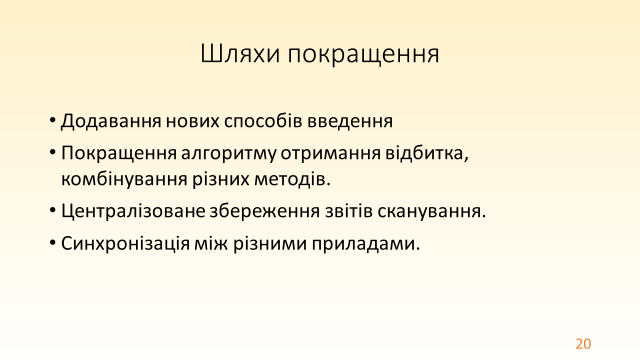 Шляхи покращення
• Додавання нових способів введення
• Покращення алгоритму отримання відбитка,
комбінування різних методів.
• Централізоване збереження звітів сканування.
• Синхронізація між різними приладами.
20